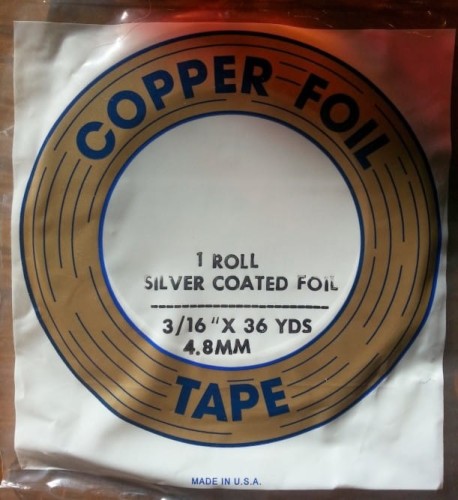 COPPER FOIL
1 ROLL
SILVER COATED FOIL
3/16" X 36 YDS
4.8MM
TAPE
MADE IN U.S.A.